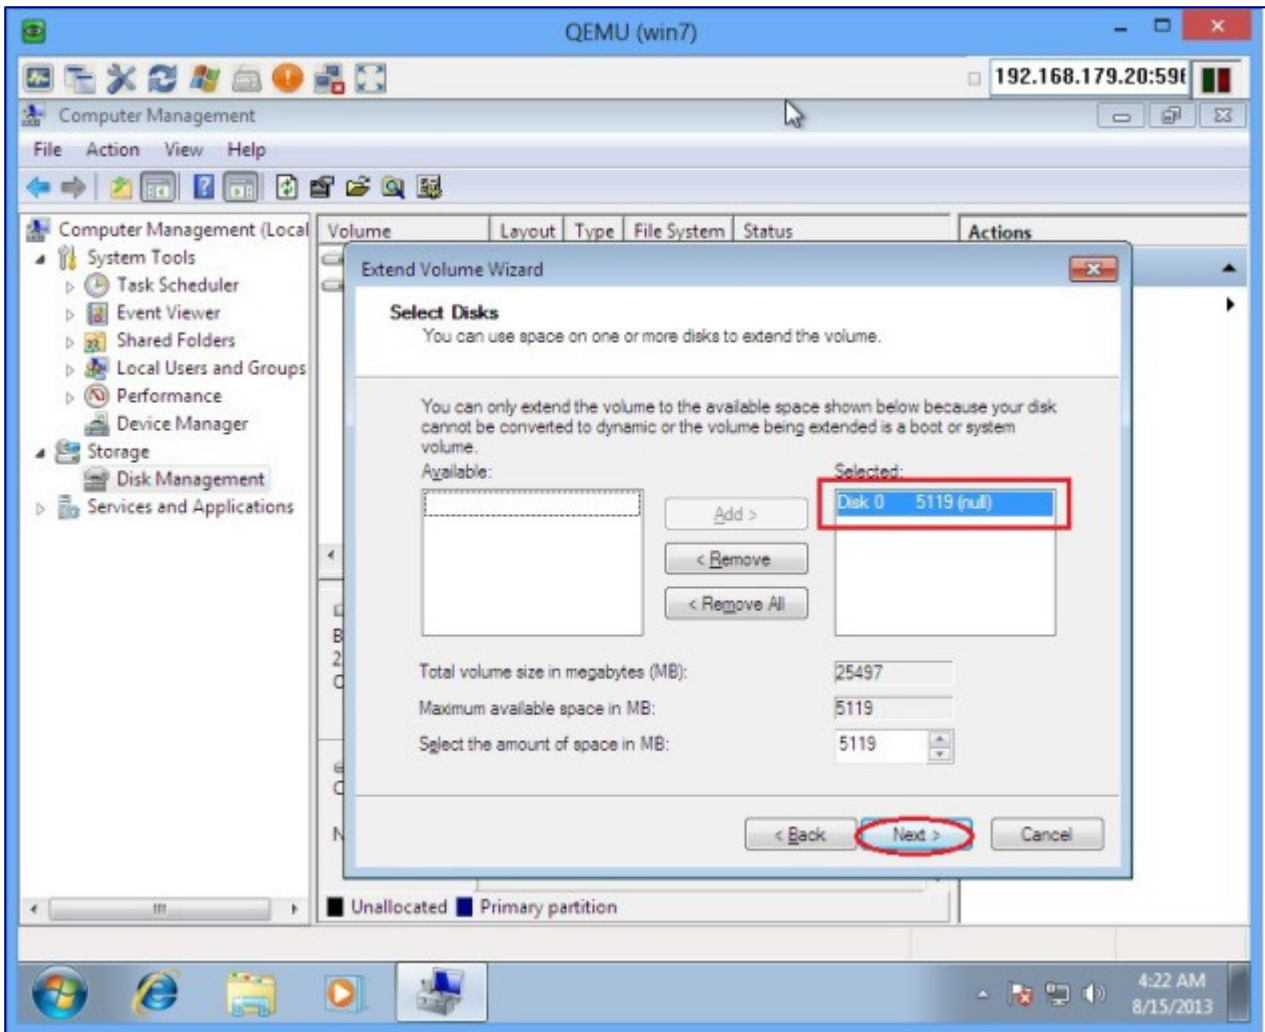 QEMU (win7)
192.168.179.20:59
Computer Management
File Action View Help
Computer Management (Local
System Tools
Task Scheduler
Event Viewer
Shared Folders
Local Users and Groups
Performance
Device Manager
Storage
Disk Management
Services and Applications
Volume Layout Type File System Status
Actions
Extend Volume Wizard
Select Disks
You can use space on one or more disks to extend the volume.
You can only extend the volume to the available space shown below because your disk
cannot be converted to dynamic or the volume being extended is a boot or system
volume.
Available:
Selected:
Disk 0 5119 (null)
Add >
< Remove
< Remove All
Total volume size in megabytes (MB): 25497
Maximum available space in MB: 5119
Select the amount of space in MB: 5119
< Back Next > Cancel
B
2
C
C
N
Unallocated Primary partition
4:22 AM
8/15/2013